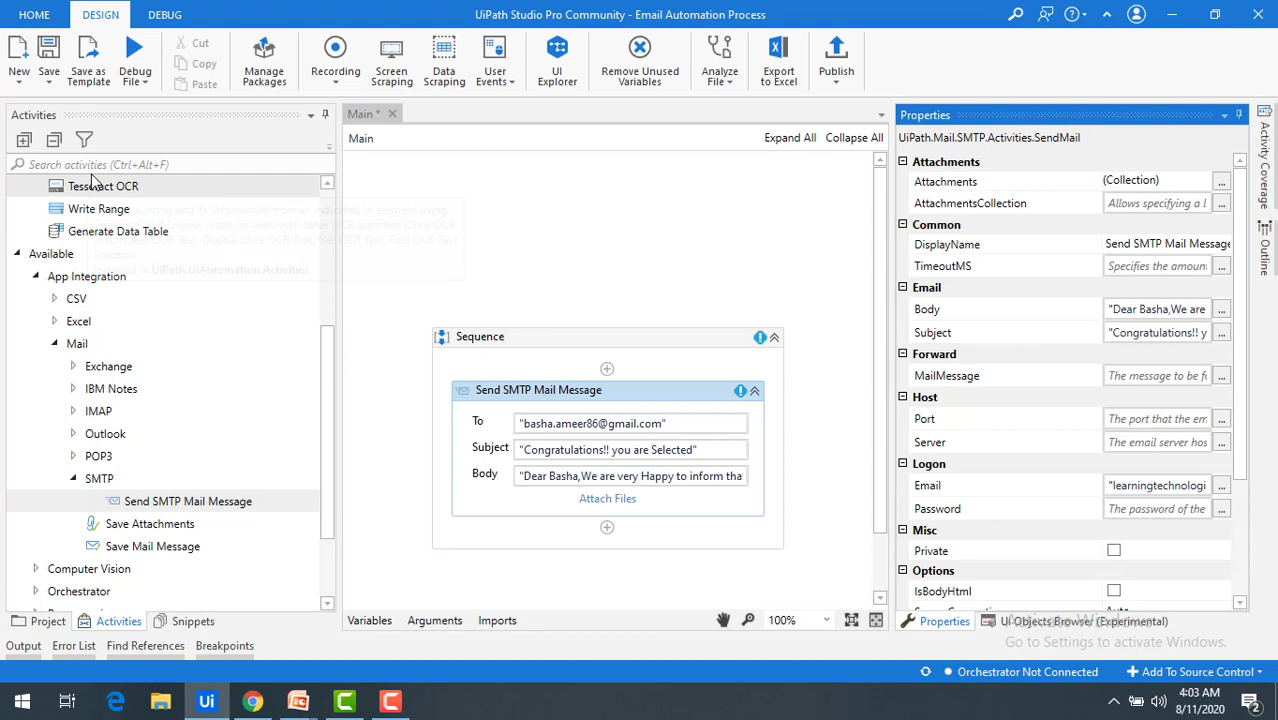 HOME DESIGN DEBUG UiPath Studio Pro Community - Email Automation Process
New Save Save as Template Debug File Cut Copy Paste Manage Packages Recording Screen Scraping Data Scraping User Events UI Explorer Remove Unused Variables Analyze File Export to Excel Publish
Activities
Search activities (Ctrl+Alt+F)
Tesseract OCR
Write Range
Generate Data Table
UiPath.UIAutomation.Activities
Available
App Integration
CSV
Excel
Mail
Exchange
IBM Notes
IMAP
Outlook
POP3
SMTP
Send SMTP Mail Message
Save Attachments
Save Mail Message
Computer Vision
Orchestrator
Project Activities Snippets
Main *
Main Expand All Collapse All
Sequence
Send SMTP Mail Message
To "basha.ameer86@gmail.com"
Subject "Congratulations!! you are Selected"
Body "Dear Basha,We are very Happy to inform tha
Attach Files
Variables Arguments Imports 100%
Properties
UiPath.Mail.SMTP.Activities.SendMail
Attachments
Attachments (Collection) ...
AttachmentsCollection Allows specifying a l ...
Common
DisplayName Send SMTP Mail Message
TimeoutMS Specifies the amoun ...
Email
Body "Dear Basha,We are ...
Subject "Congratulations!! y ...
Forward
MailMessage The message to be f ...
Host
Port The port that the em ...
Server The email server hos ...
Logon
Email "learningtechnologi ...
Password The password of the ...
Misc
Private
Options
IsBodyHtml
Properties UI Objects Browser (Experimental)
Activate Windows
Go to Settings to activate Windows.
Activity Coverage
Outline
Output Error List Find References Breakpoints
Orchestrator Not Connected Add To Source Control
Ui 4:03 AM
8/11/2020
2